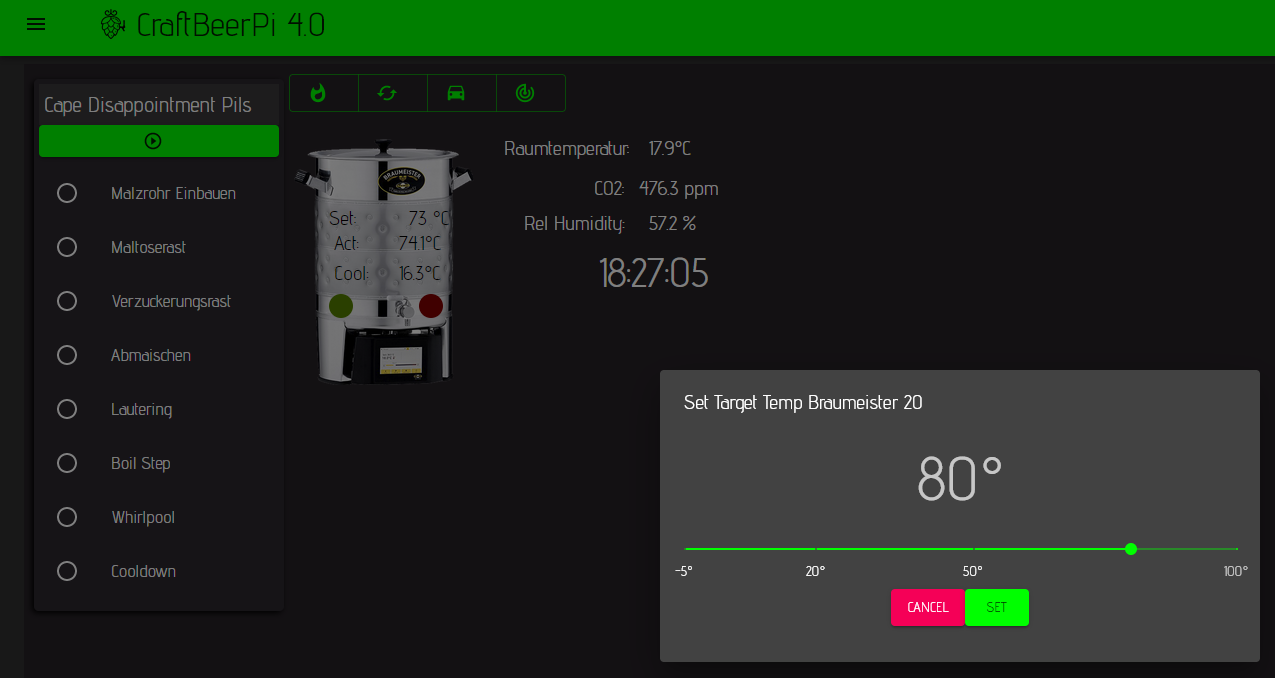 CraftBeerPi 4.0
Cape Disappointment Pils
Malzrohr Einbauen
Maltoserast
Verzuckerungsrast
Abmaischen
Lautering
Boil Step
Whirlpool
Cooldown
BRAUMEISTER
Set: 73 °C
Act: 74.1°C
Cool: 16.3°C
Raumtemperatur: 17.9°C
CO2: 476.3 ppm
Rel Humidity: 57.2 %
18:27:05
Set Target Temp Braumeister 20
80°
-5° 20° 50° 100°
CANCEL SET